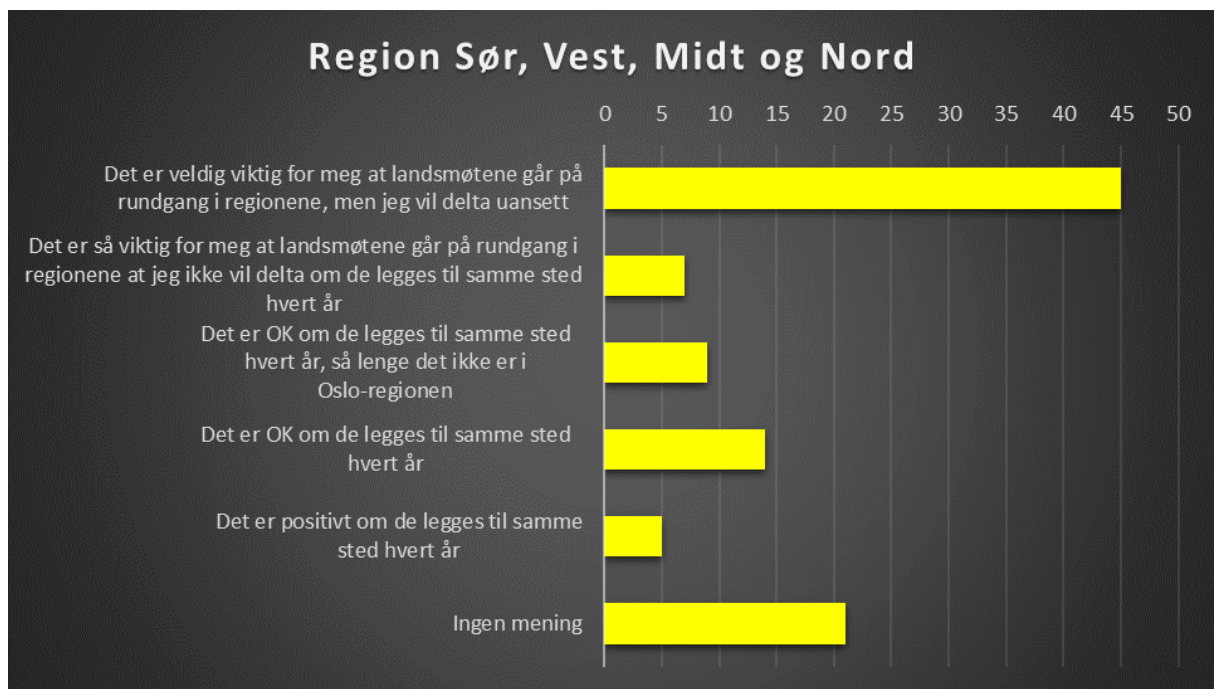 Region Sør, Vest, Midt og Nord
0 5 10 15 20 25 30 35 40 45 50
Det er veldig viktig for meg at landsmøtene går på
rundgang i regionene, men jeg vil delta uansett
Det er så viktig for meg at landsmøtene går på rundgang i
regionene at jeg ikke vil delta om de legges til samme sted
hvert år
Det er OK om de legges til samme sted
hvert år, så lenge det ikke er i
Oslo-regionen
Det er OK om de legges til samme sted
hvert år
Det er positivt om de legges til samme
sted hvert år
Ingen mening